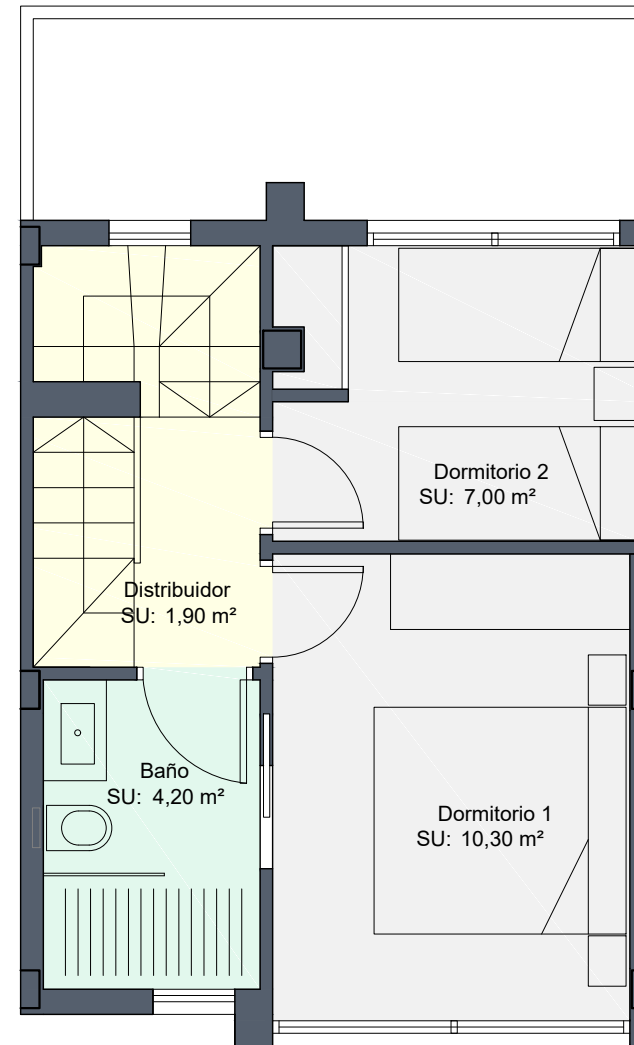 Dormitorio 2
SU: 7,00 m²
Distribuidor
SU: 1,90 m²
Baño
SU: 4,20 m²
Dormitorio 1
SU: 10,30 m²